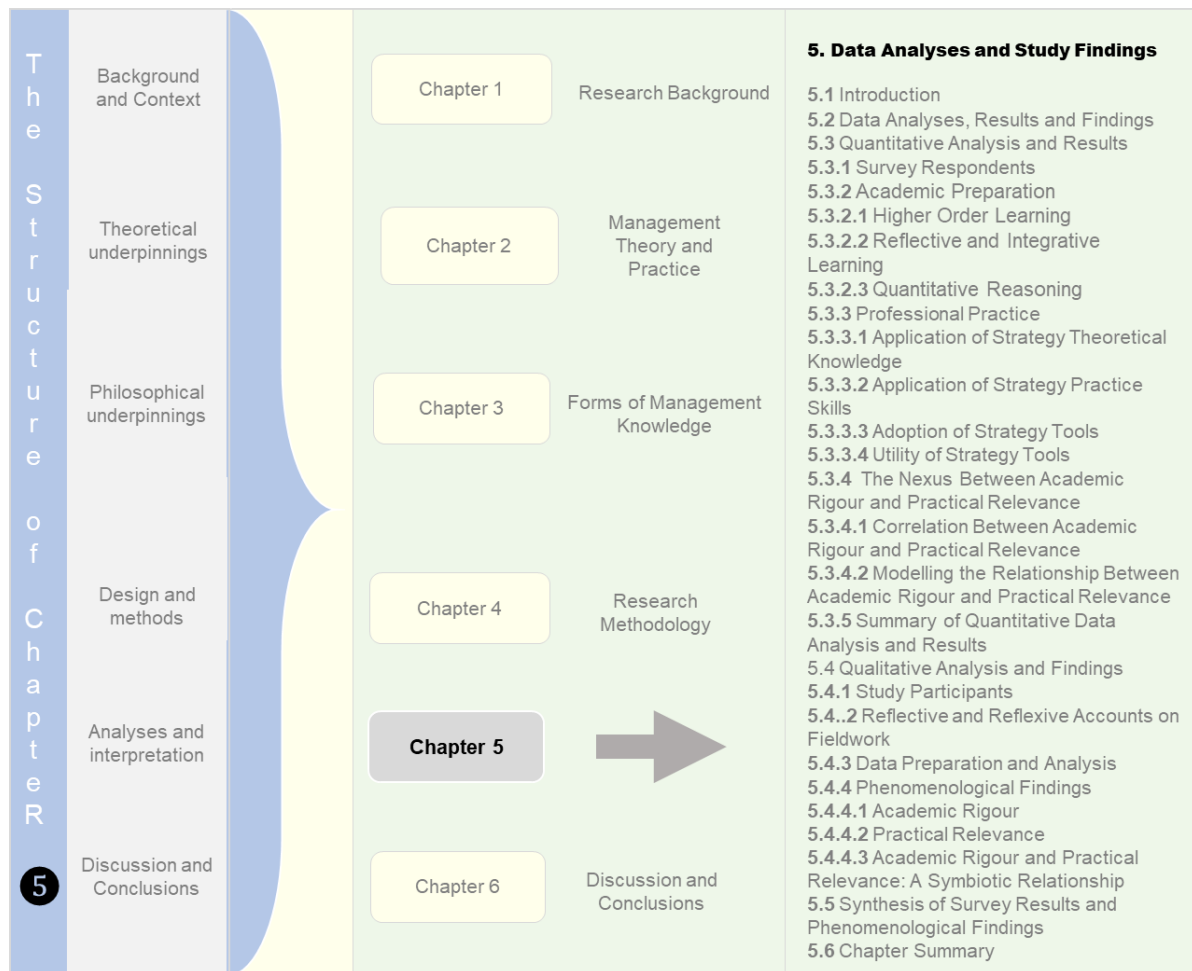 The Structure of ChapteR
5
Background
and Context
Theoretical
underpinnings
Philosophical
underpinnings
Design and
methods
Analyses and
interpretation
Discussion and
Conclusions
Chapter 1
Research Background
Chapter 2
Management
Theory and
Practice
Chapter 3
Forms of Management
Knowledge
Chapter 4
Research
Methodology
Chapter 5
Chapter 6
Discussion and
Conclusions
5. Data Analyses and Study Findings
5.1 Introduction
5.2 Data Analyses, Results and Findings
5.3 Quantitative Analysis and Results
5.3.1 Survey Respondents
5.3.2 Academic Preparation
5.3.2.1 Higher Order Learning
5.3.2.2 Reflective and Integrative
Learning
5.3.2.3 Quantitative Reasoning
5.3.3 Professional Practice
5.3.3.1 Application of Strategy Theoretical
Knowledge
5.3.3.2 Application of Strategy Practice
Skills
5.3.3.3 Adoption of Strategy Tools
5.3.3.4 Utility of Strategy Tools
5.3.4 The Nexus Between Academic
Rigour and Practical Relevance
5.3.4.1 Correlation Between Academic
Rigour and Practical Relevance
5.3.4.2 Modelling the Relationship Between
Academic Rigour and Practical Relevance
5.3.5 Summary of Quantitative Data
Analysis and Results
5.4 Qualitative Analysis and Findings
5.4.1 Study Participants
5.4..2 Reflective and Reflexive Accounts on
Fieldwork
5.4.3 Data Preparation and Analysis
5.4.4 Phenomenological Findings
5.4.4.1 Academic Rigour
5.4.4.2 Practical Relevance
5.4.4.3 Academic Rigour and Practical
Relevance: A Symbiotic Relationship
5.5 Synthesis of Survey Results and
Phenomenological Findings
5.6 Chapter Summary